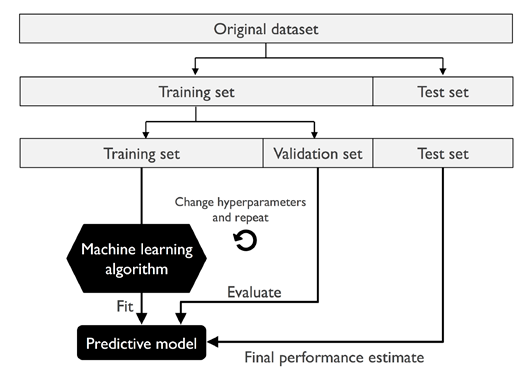 Original dataset
Training set
Test set
Training set
Validation set
Test set
Change hyperparameters
and repeat
Machine learning
algorithm
Fit
Evaluate
Predictive model
Final performance estimate